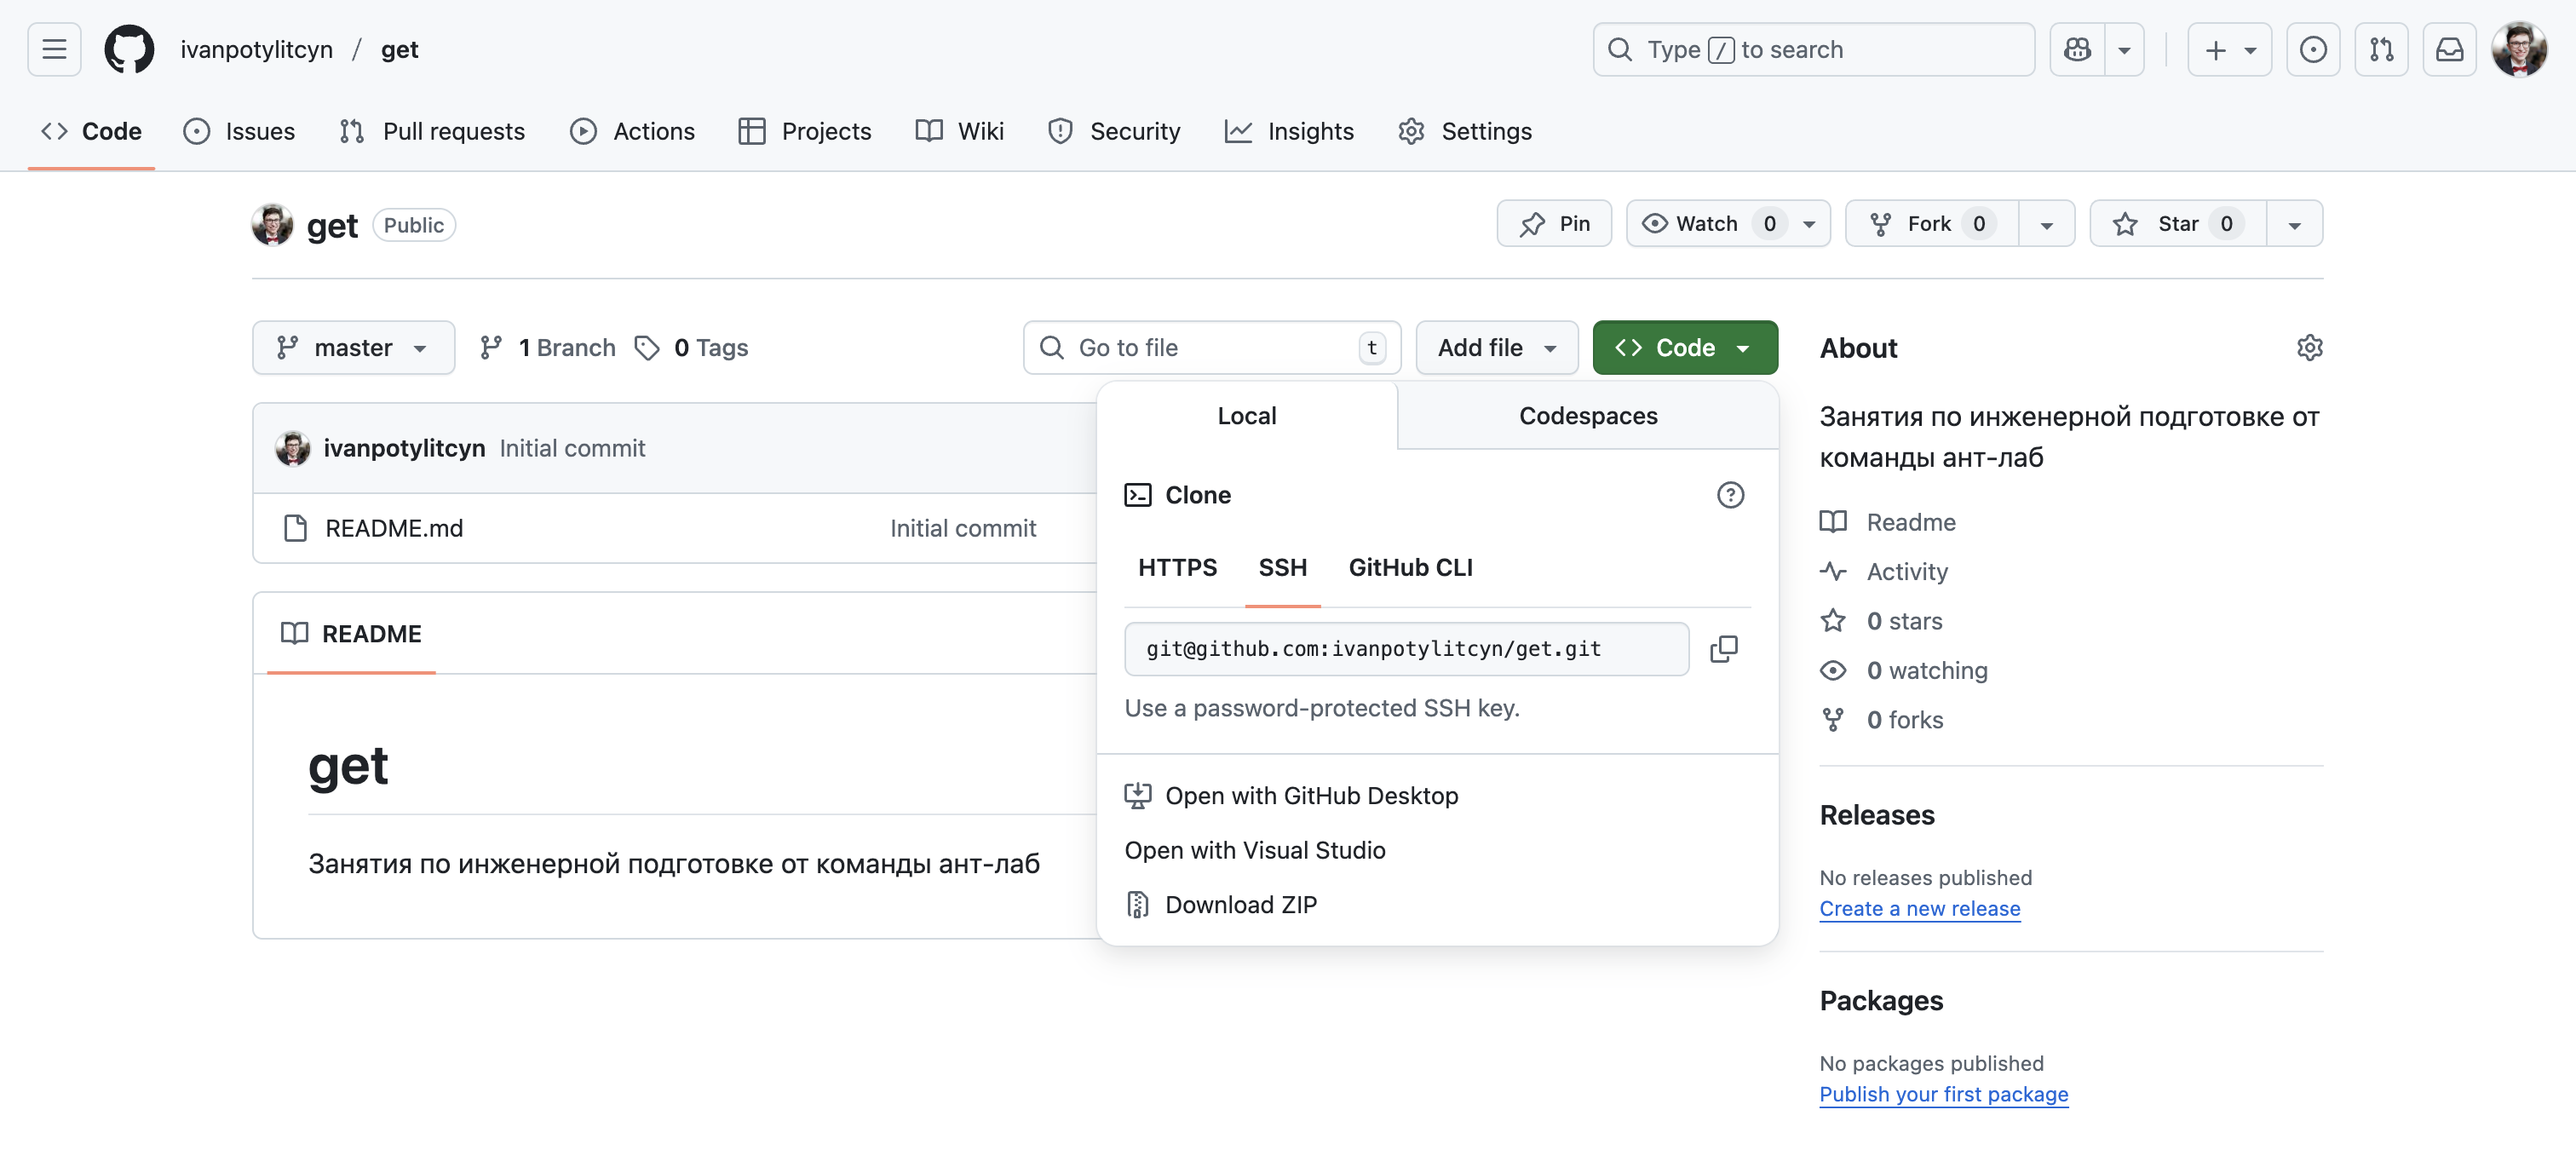 ivanpotylitcyn / get
Type / to search
Code Issues Pull requests Actions Projects Wiki Security Insights Settings
get Public
Pin Watch 0 Fork 0 Star 0
master 1 Branch 0 Tags Go to file t Add file Code
ivanpotylitcyn Initial commit
README.md Initial commit
README
get
Занятия по инженерной подготовке от команды ант-лаб
Local Codespaces
Clone
HTTPS SSH GitHub CLI
git@github.com:ivanpotylitcyn/get.git
Use a password-protected SSH key.
Open with GitHub Desktop
Open with Visual Studio
Download ZIP
About
Занятия по инженерной подготовке от
команды ант-лаб
Readme
Activity
0 stars
0 watching
0 forks
Releases
No releases published
Create a new release
Packages
No packages published
Publish your first package